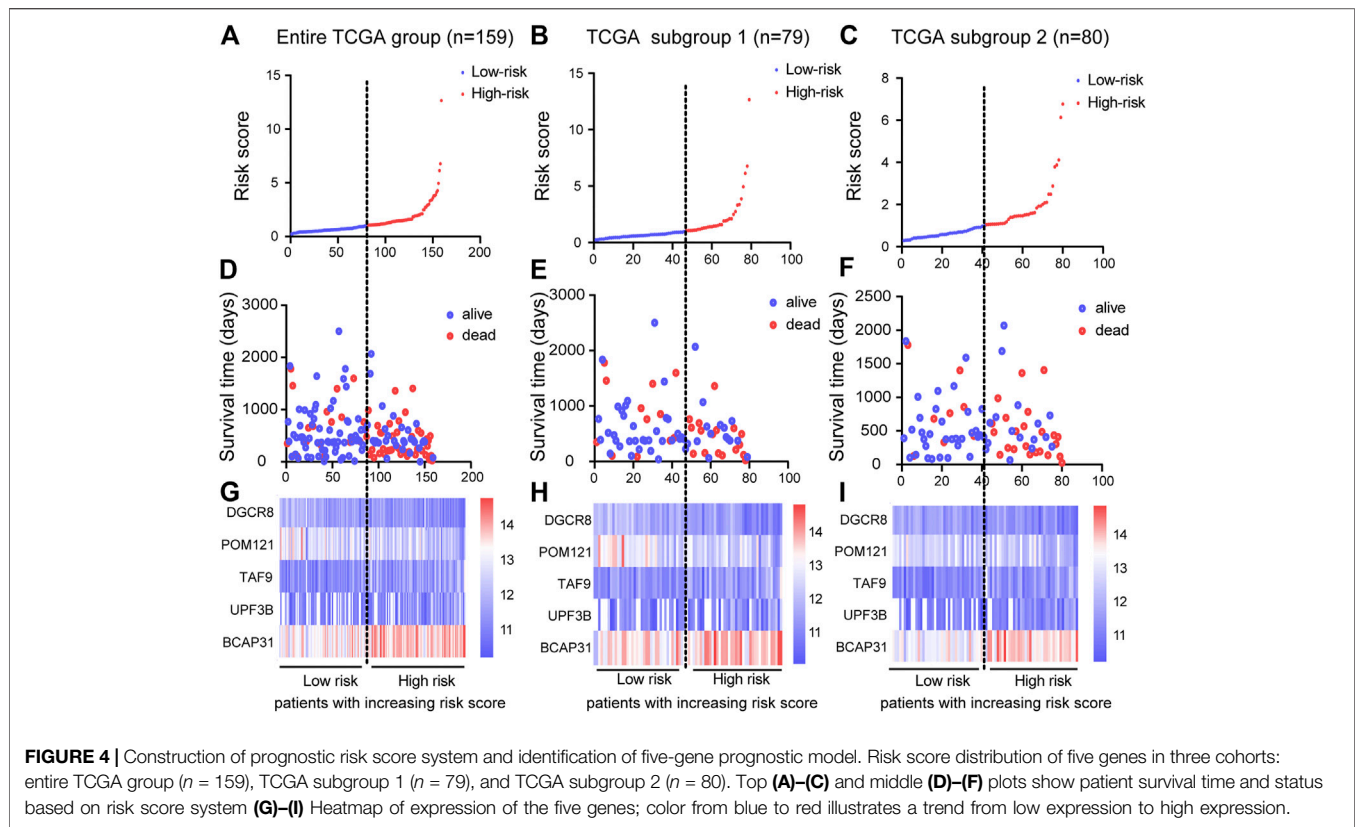 A Entire TCGA group (n=159)
B TCGA subgroup 1 (n=79)
C TCGA subgroup 2 (n=80)
Low-risk
High-risk
Risk score
15
10
5
0
0 50 100 150 200
Low-risk
High-risk
Risk score
15
10
5
0
0 20 40 60 80 100
Low-risk
High-risk
Risk score
8
6
4
2
0
0 20 40 60 80 100
D
alive
dead
Survival time (days)
3000
2000
1000
0
0 50 100 150 200
E
alive
dead
Survival time (days)
3000
2000
1000
0
0 20 40 60 80 100
F
alive
dead
Survival time (days)
2500
2000
1500
1000
500
0
0 20 40 60 80 100
G
DGCR8
POM121
TAF9
UPF3B
BCAP31
14
13
12
11
Low risk High risk
patients with increasing risk score
H
DGCR8
POM121
TAF9
UPF3B
BCAP31
14
13
12
11
Low risk High risk
patients with increasing risk score
I
DGCR8
POM121
TAF9
UPF3B
BCAP31
14
13
12
11
Low risk High risk
patients with increasing risk score
FIGURE 4 | Construction of prognostic risk score system and identification of five-gene prognostic model. Risk score distribution of five genes in three cohorts:
entire TCGA group (n = 159), TCGA subgroup 1 (n = 79), and TCGA subgroup 2 (n = 80). Top (A)–(C) and middle (D)–(F) plots show patient survival time and status
based on risk score system (G)–(I) Heatmap of expression of the five genes; color from blue to red illustrates a trend from low expression to high expression.